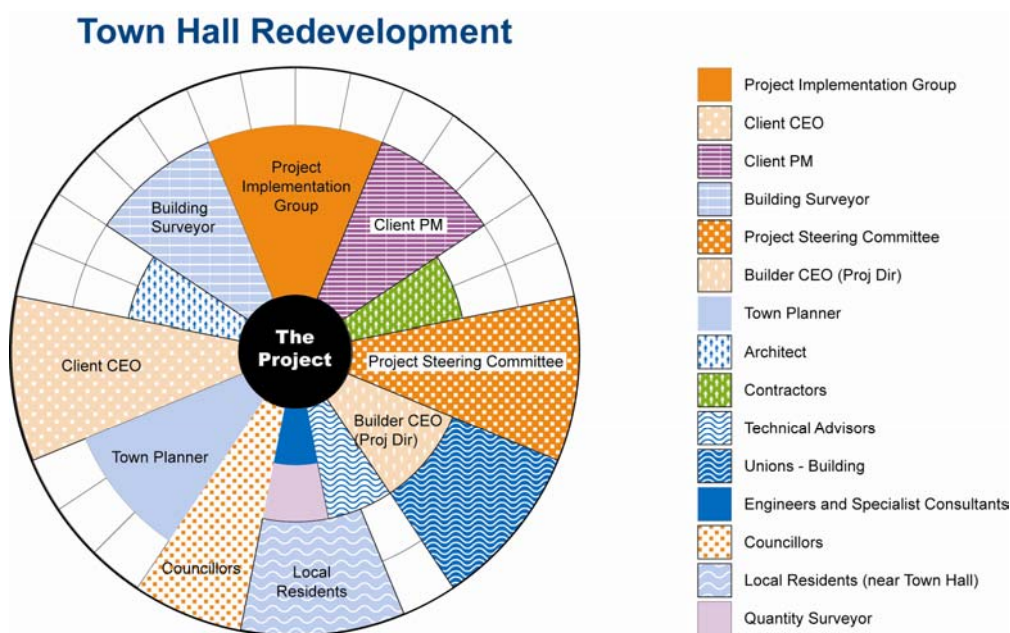 Town Hall Redevelopment
Project
Implementation
Group
Building
Surveyor
Client PM
The
Project
Client CEO
Project Steering Committee
Builder CEO
(Proj Dir)
Town Planner
Councillors
Local
Residents
Project Implementation Group
Client CEO
Client PM
Building Surveyor
Project Steering Committee
Builder CEO (Proj Dir)
Town Planner
Architect
Contractors
Technical Advisors
Unions - Building
Engineers and Specialist Consultants
Councillors
Local Residents (near Town Hall)
Quantity Surveyor